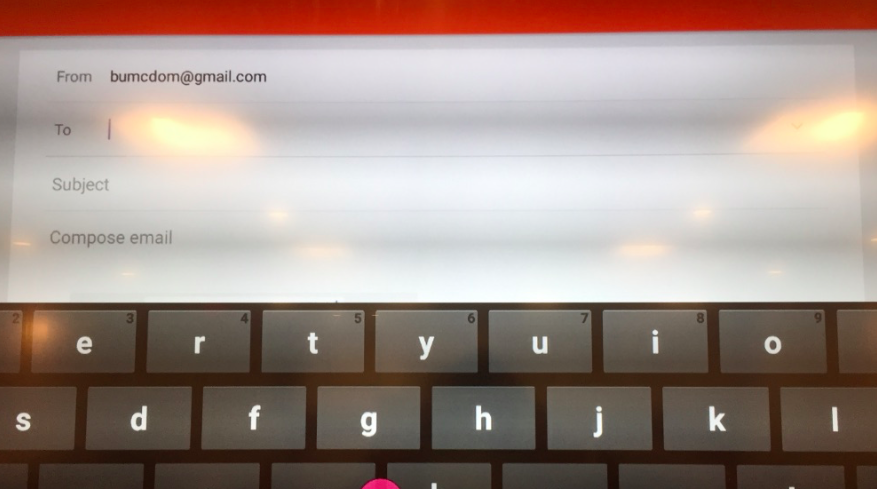 From bumcdom@gmail.com
To
Subject
Compose email
2 3 4 5 6 7 8 9
e r t y u i o
s d f g h j k l